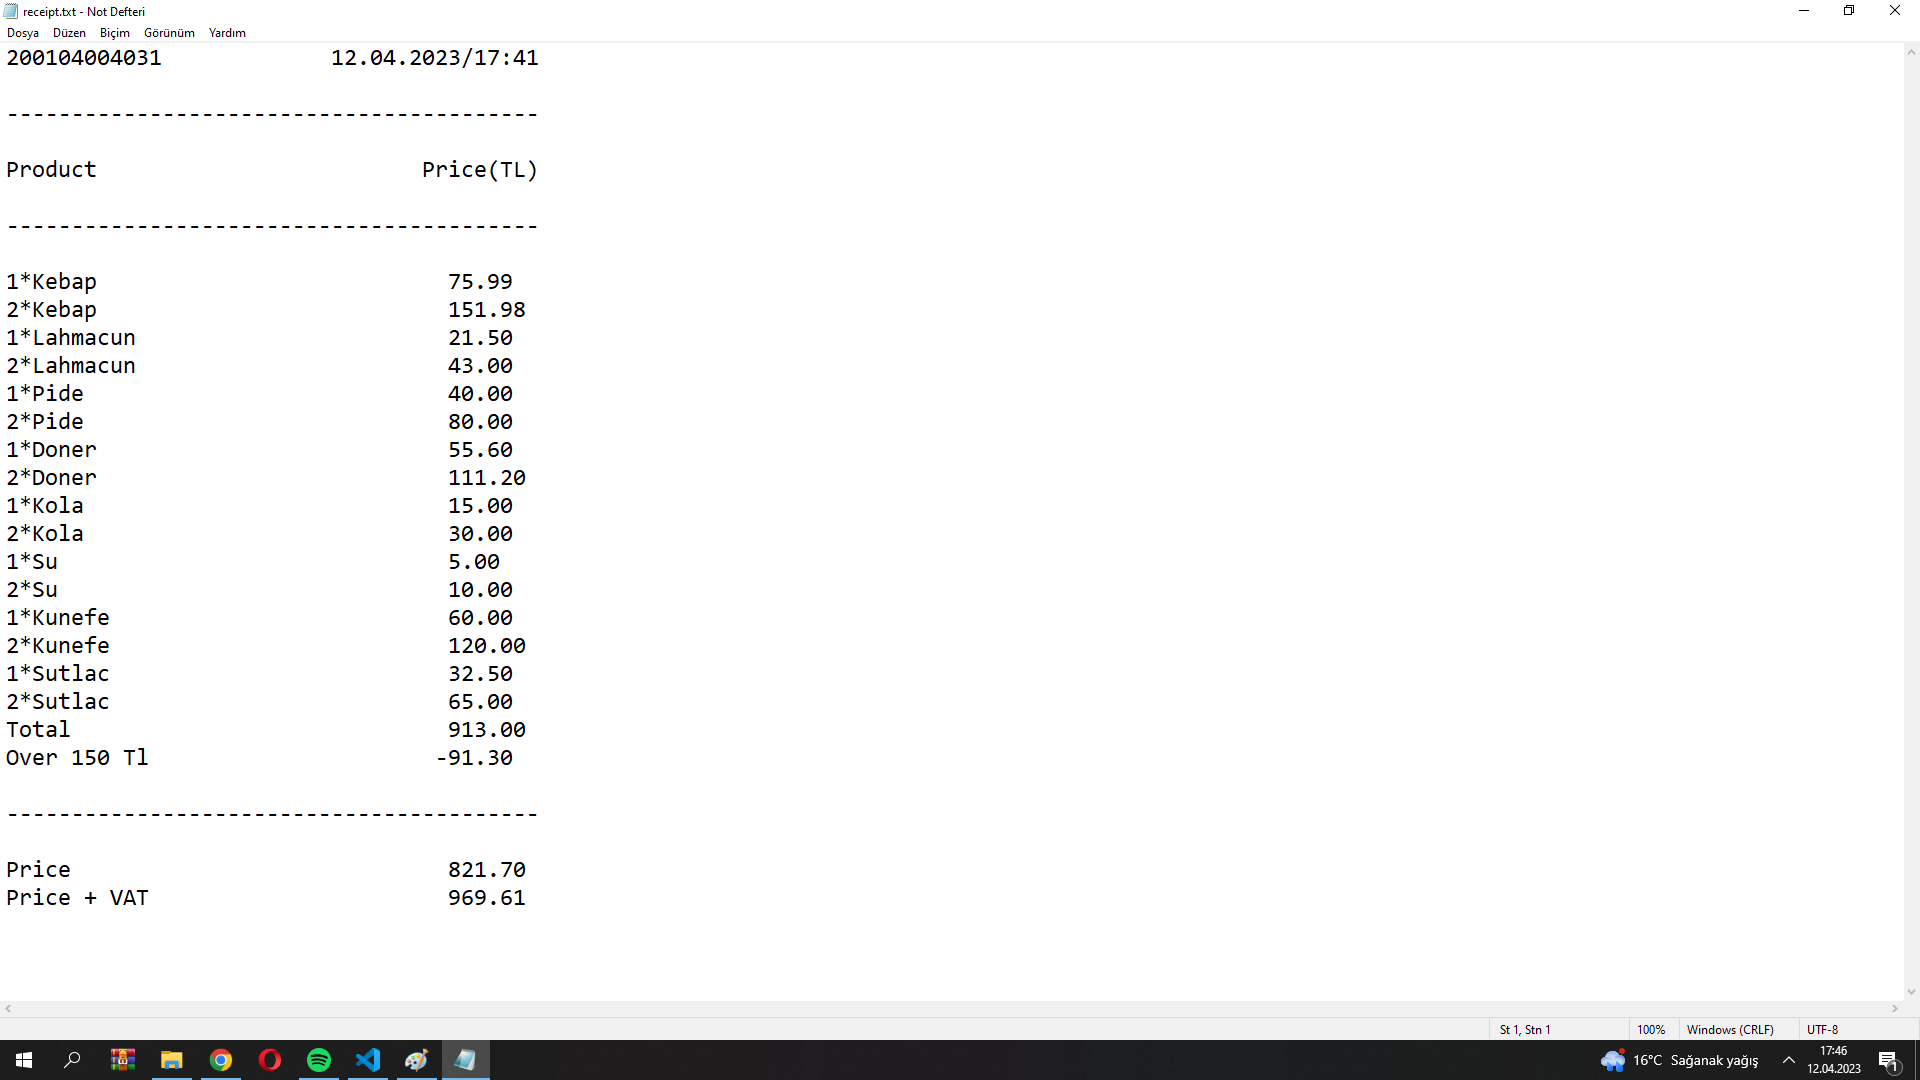 receipt.txt - Not Defteri
Dosya Düzen Biçim Görünüm Yardım
200104004031 12.04.2023/17:41
-----------------------------------------
Product Price(TL)
-----------------------------------------
1*Kebap 75.99
2*Kebap 151.98
1*Lahmacun 21.50
2*Lahmacun 43.00
1*Pide 40.00
2*Pide 80.00
1*Doner 55.60
2*Doner 111.20
1*Kola 15.00
2*Kola 30.00
1*Su 5.00
2*Su 10.00
1*Kunefe 60.00
2*Kunefe 120.00
1*Sutlac 32.50
2*Sutlac 65.00
Total 913.00
Over 150 Tl -91.30
-----------------------------------------
Price 821.70
Price + VAT 969.61
St 1, Stn 1 100% Windows (CRLF) UTF-8
16°C Sağanak yağış 17:46
12.04.2023 1